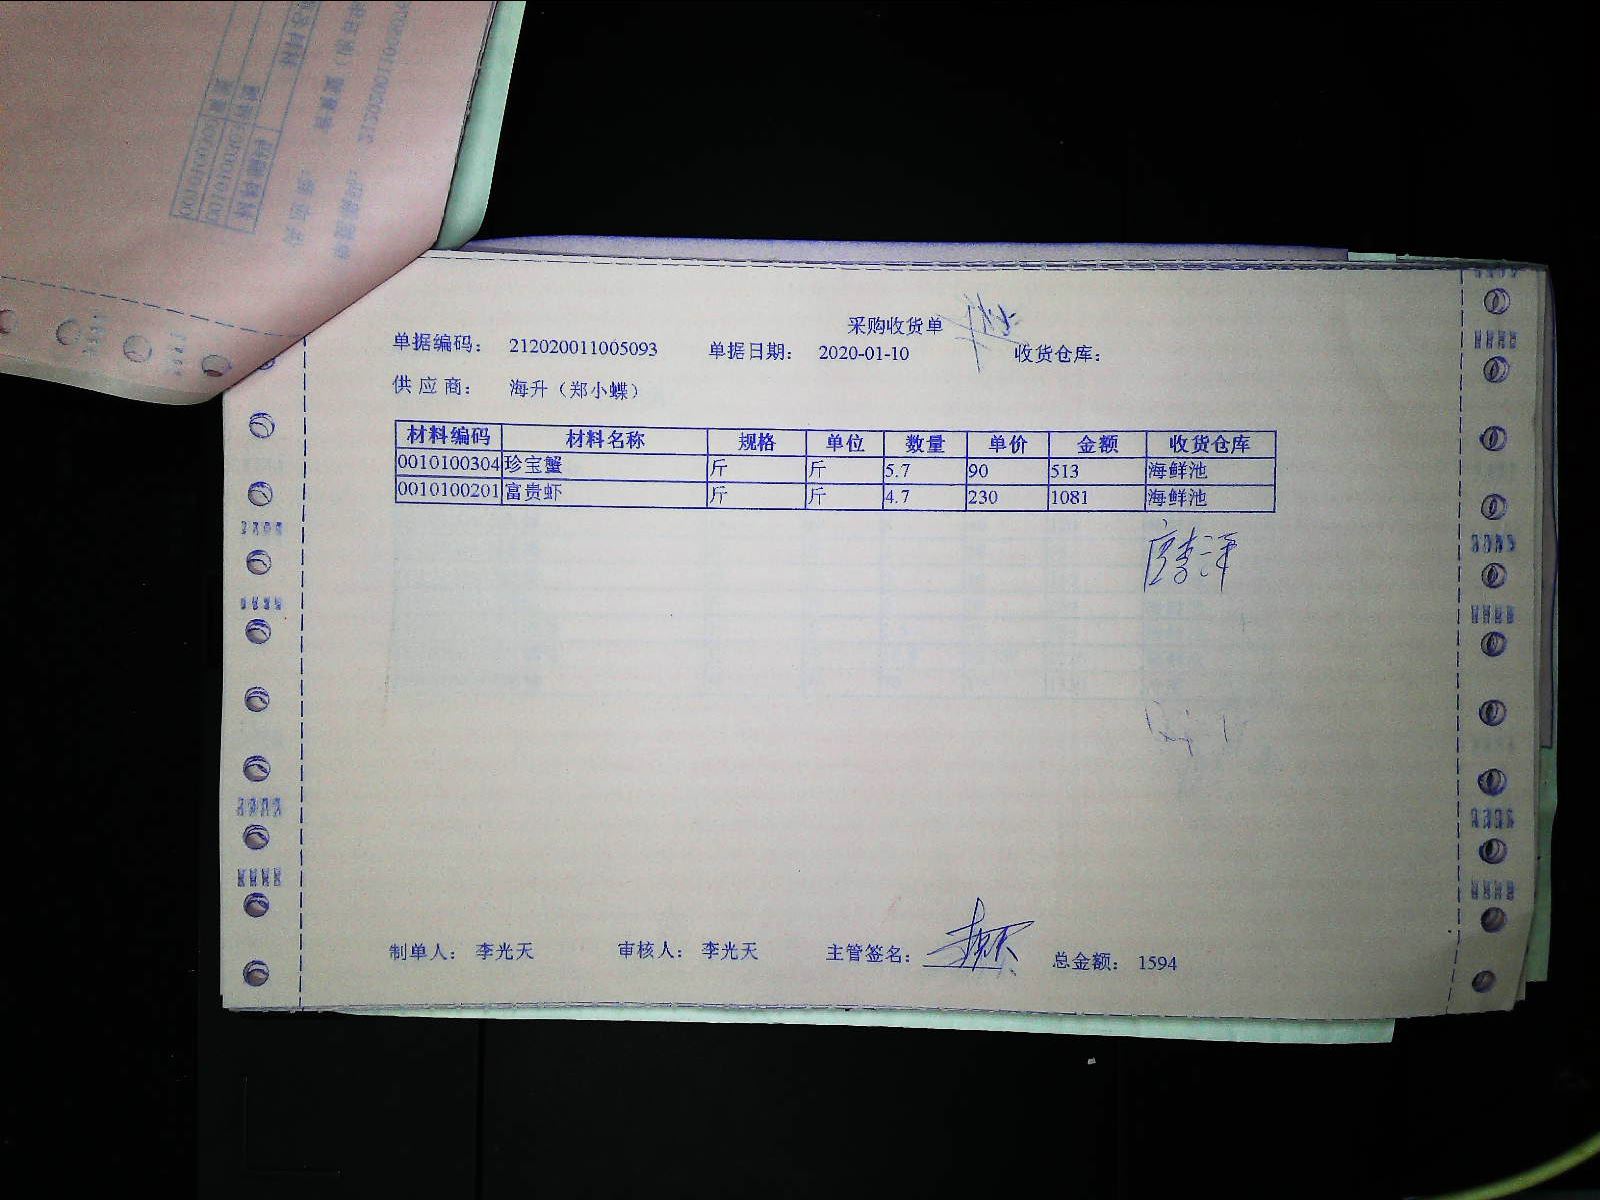 采购收货单
单据编码: 212020011005093 单据日期: 2020-01-10 收货仓库:
供应商: 海升（郑小蝶）
材料编码 材料名称 规格 单位 数量 单价 金额 收货仓库
0010100304 珍宝蟹 斤 斤 5.7 90 513 海鲜池
0010100201 富贵虾 斤 斤 4.7 230 1081 海鲜池
制单人: 李光天 审核人: 李光天 主管签名: 总金额: 1594